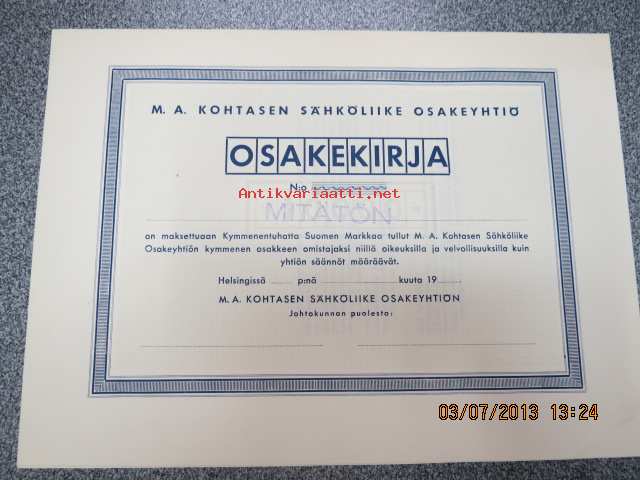 M. A. KOHTASEN SÄHKÖLIIKE OSAKEYHTIÖ
OSAKEKIRJA
N:o
Antikvariaatti.net
MITÄTÖN
on maksettuaan Kymmenentuhatta Suomen Markkaa tullut M. A. Kohtasen Sähköliike
Osakeyhtiön kymmenen osakkeen omistajaksi niillä oikeuksilla ja velvollisuuksilla kuin
yhtiön säännöt määräävät.
Helsingissä p:nä kuuta 19
M. A. KOHTASEN SÄHKÖLIIKE OSAKEYHTIÖN
Johtokunnan puolesta:
03/07/2013 13:24